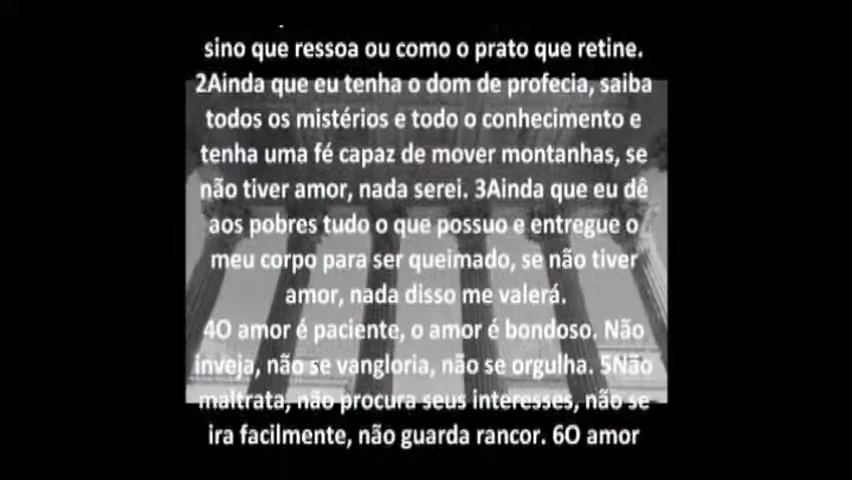 sino que ressoa ou como o prato que retine.
2Ainda que eu tenha o dom de profecia, saiba
todos os mistérios e todo o conhecimento e
tenha uma fé capaz de mover montanhas, se
não tiver amor, nada serei. 3Ainda que eu dê
aos pobres tudo o que possuo e entregue o
meu corpo para ser queimado, se não tiver
amor, nada disso me valerá.
4O amor é paciente, o amor é bondoso. Não
inveja, não se vangloria, não se orgulha. 5Não
maltrata, não procura seus interesses, não se
ira facilmente, não guarda rancor. 6O amor